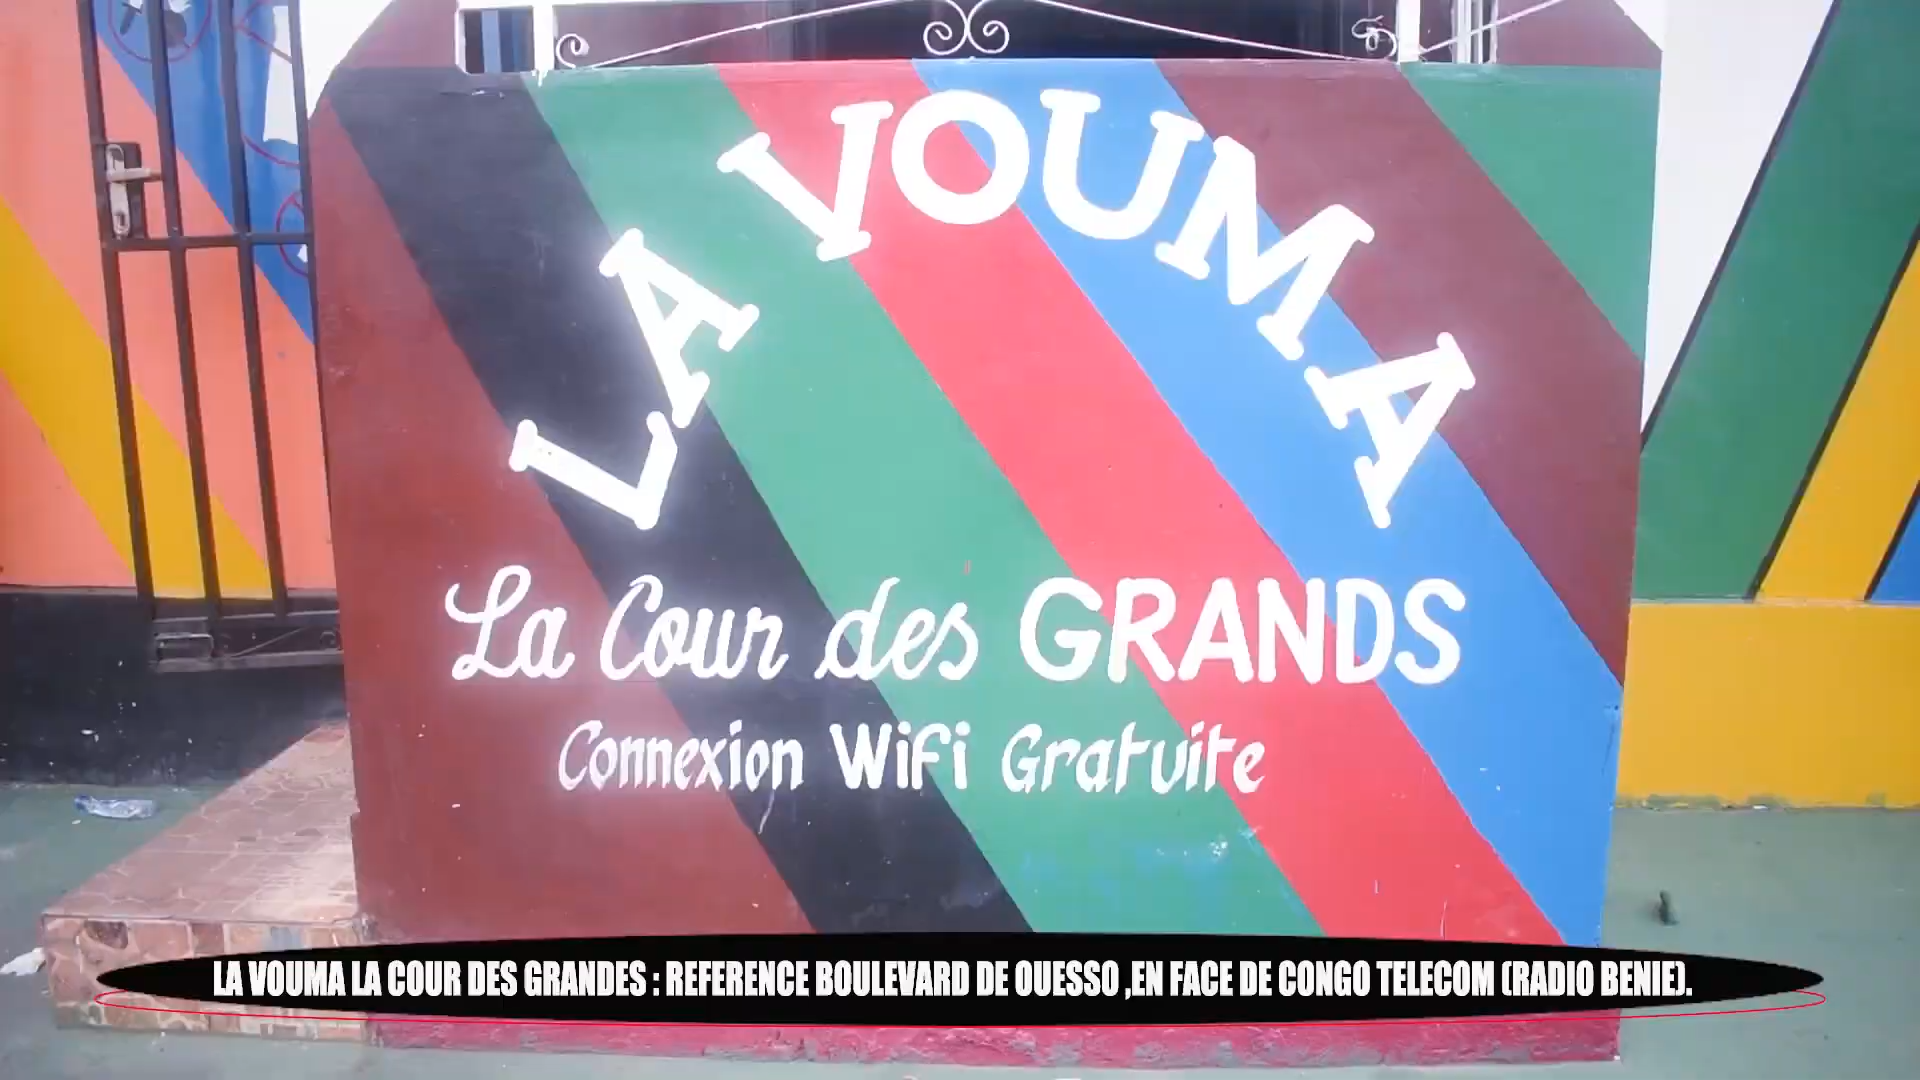 LA VOUMA
La Cour des GRANDS
Connexion WiFi Gratuite
LA VOUMA LA COUR DES GRANDES : REFERENCE BOULEVARD DE OUESSO ,EN FACE DE CONGO TELECOM (RADIO BENIE).